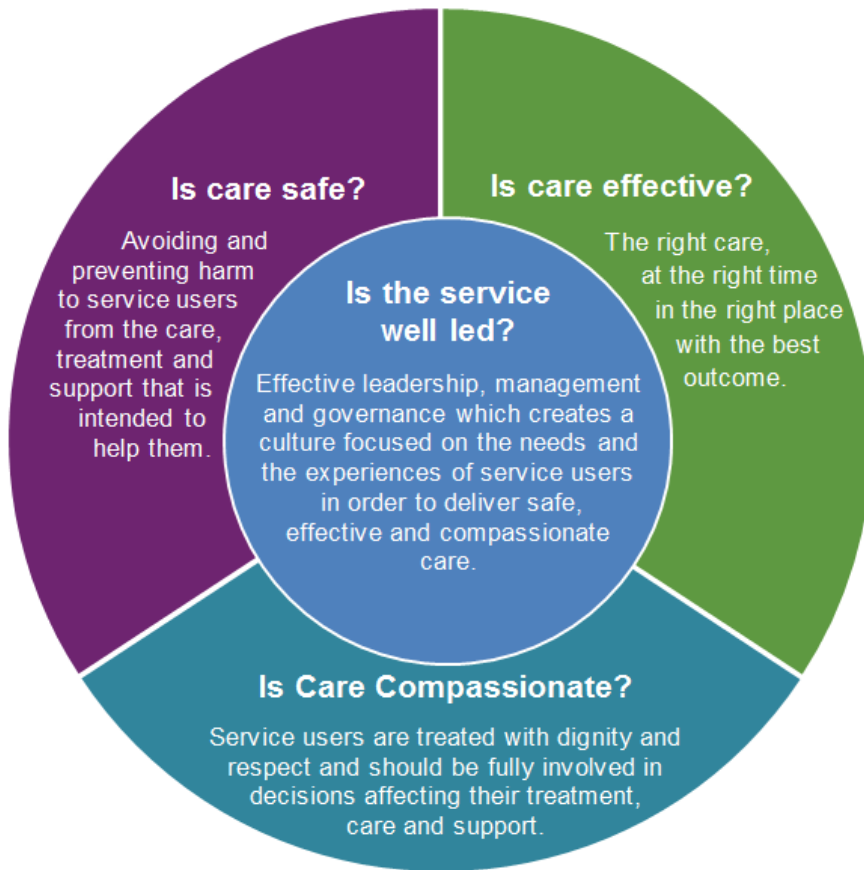 Is care safe?
Avoiding and
preventing harm
to service users
from the care,
treatment and
support that is
intended to
help them.
Is care effective?
The right care,
at the right time
in the right place
with the best
outcome.
Is the service
well led?
Effective leadership, management
and governance which creates a
culture focused on the needs and
the experiences of service users
in order to deliver safe,
effective and compassionate
care.
Is Care Compassionate?
Service users are treated with dignity and
respect and should be fully involved in
decisions affecting their treatment,
care and support.